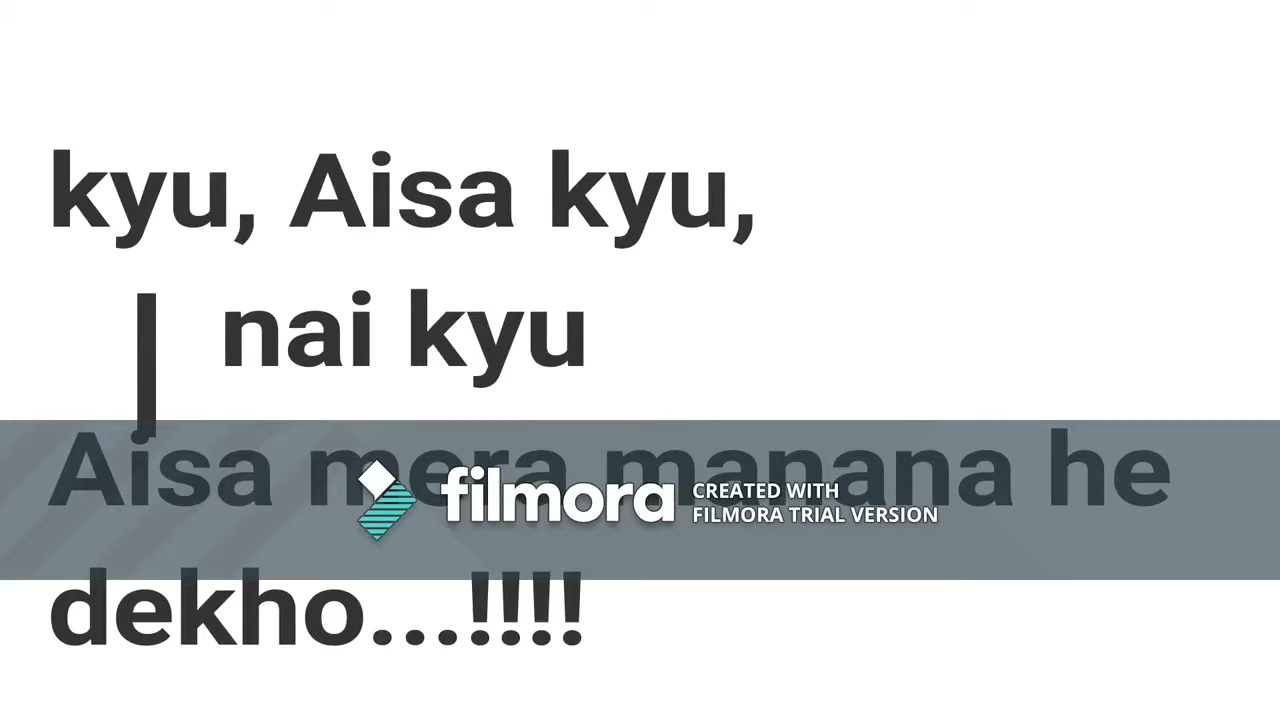 kyu, Aisa kyu,
| nai kyu
Aisa mera manana he
dekho...!!!!
filmora
CREATED WITH
FILMORA TRIAL VERSION